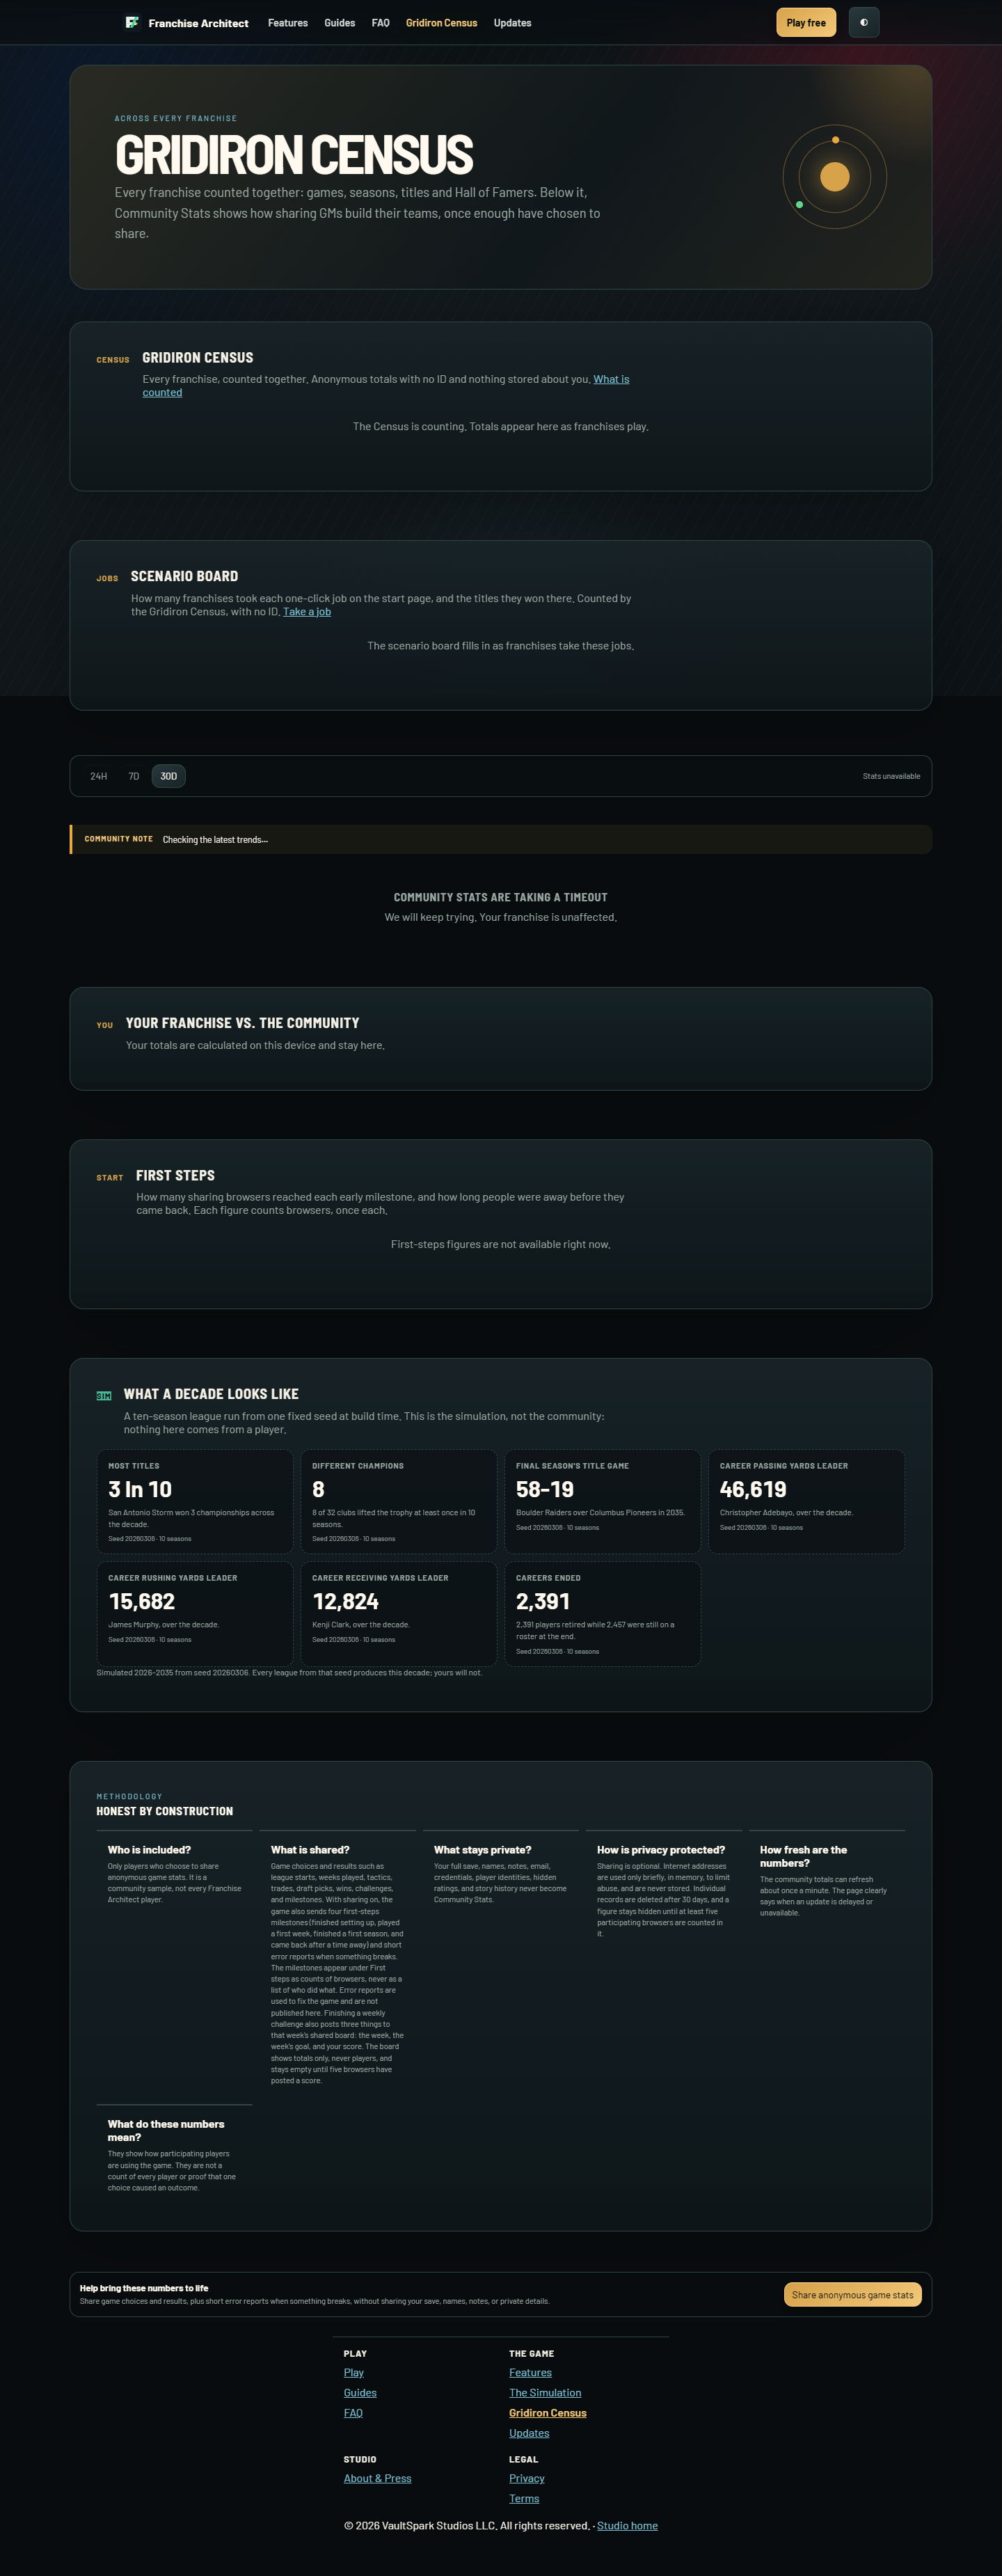 Franchise Architect Features Guides FAQ Gridiron Census Updates Play free
ACROSS EVERY FRANCHISE
GRIDIRON CENSUS
Every franchise counted together: games, seasons, titles and Hall of Famers. Below it,
Community Stats shows how sharing GMs build their teams, once enough have chosen to
share.
CENSUS GRIDIRON CENSUS
Every franchise, counted together. Anonymous totals with no ID and nothing stored about you. What is
counted
The Census is counting. Totals appear here as franchises play.
JOBS SCENARIO BOARD
How many franchises took each one-click job on the start page, and the titles they won there. Counted by
the Gridiron Census, with no ID. Take a job
The scenario board fills in as franchises take these jobs.
24H 7D 30D Stats unavailable
COMMUNITY NOTE Checking the latest trends...
COMMUNITY STATS ARE TAKING A TIMEOUT
We will keep trying. Your franchise is unaffected.
YOU YOUR FRANCHISE VS. THE COMMUNITY
Your totals are calculated on this device and stay here.
START FIRST STEPS
How many sharing browsers reached each early milestone, and how long people were away before they
came back. Each figure counts browsers, once each.
First-steps figures are not available right now.
WHAT A DECADE LOOKS LIKE
A ten-season league run from one fixed seed at build time. This is the simulation, not the community:
nothing here comes from a player.
MOST TITLES
3 In 10
San Antonio Storm won 3 championships across
the decade.
Seed 20260306 · 10 seasons
DIFFERENT CHAMPIONS
8
8 of 32 clubs lifted the trophy at least once in 10
seasons.
Seed 20260306 · 10 seasons
FINAL SEASON'S TITLE GAME
58-19
Boulder Raiders over Columbus Pioneers in 2035.
Seed 20260306 · 10 seasons
CAREER PASSING YARDS LEADER
46,619
Christopher Adebayo, over the decade.
Seed 20260306 · 10 seasons
CAREER RUSHING YARDS LEADER
15,682
James Murphy, over the decade.
Seed 20260306 · 10 seasons
CAREER RECEIVING YARDS LEADER
12,824
Kenji Clark, over the decade.
Seed 20260306 · 10 seasons
CAREERS ENDED
2,391
2,391 players retired while 2,457 were still on a
roster at the end.
Seed 20260306 · 10 seasons
Simulated 2026-2035 from seed 20260306. Every league from that seed produces this decade; yours will not.
METHODOLOGY
HONEST BY CONSTRUCTION
Who is included?
Only players who choose to share
anonymous game stats. It is a
community sample, not every Franchise
Architect player.
What is shared?
Game choices and results such as
league starts, weeks played, tactics,
trades, draft picks, wins, challenges,
and milestones. With sharing on, the
game also sends four first-steps
milestones (finished setting up, played
a first week, finished a first season, and
came back after a time away) and short
error reports when something breaks.
The milestones appear under First
steps as counts of browsers, never as a
list of who did what. Error reports are
used to fix the game and are not
published here. Finishing a weekly
challenge also posts three things to
that week's shared board: the week, the
week's goal, and your score. The board
shows totals only, never players, and
stays empty until five browsers have
posted a score.
What stays private?
Your full save, names, notes, email,
credentials, player identities, hidden
ratings, and story history never become
Community Stats.
How is privacy protected?
Sharing is optional. Internet addresses
are used only briefly, in memory, to limit
abuse, and are never stored. Individual
records are deleted after 30 days, and a
figure stays hidden until at least five
participating browsers are counted in
it.
How fresh are the
numbers?
The community totals can refresh
about once a minute. The page clearly
says when an update is delayed or
unavailable.
What do these numbers
mean?
They show how participating players
are using the game. They are not a
count of every player or proof that one
choice caused an outcome.
Help bring these numbers to life
Share game choices and results, plus short error reports when something breaks, without sharing your save, names, notes, or private details.
Share anonymous game stats
PLAY
Play
Guides
FAQ
THE GAME
Features
The Simulation
Gridiron Census
Updates
STUDIO
About & Press
LEGAL
Privacy
Terms
© 2026 VaultSpark Studios LLC. All rights reserved. · Studio home